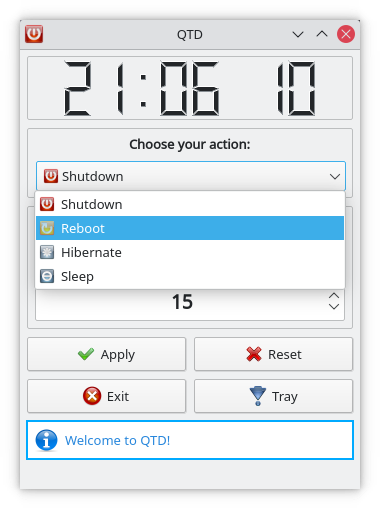 QTD
21:06 10
Choose your action:
Shutdown
Shutdown
Reboot
Hibernate
Sleep
15
Apply
Reset
Exit
Tray
Welcome to QTD!